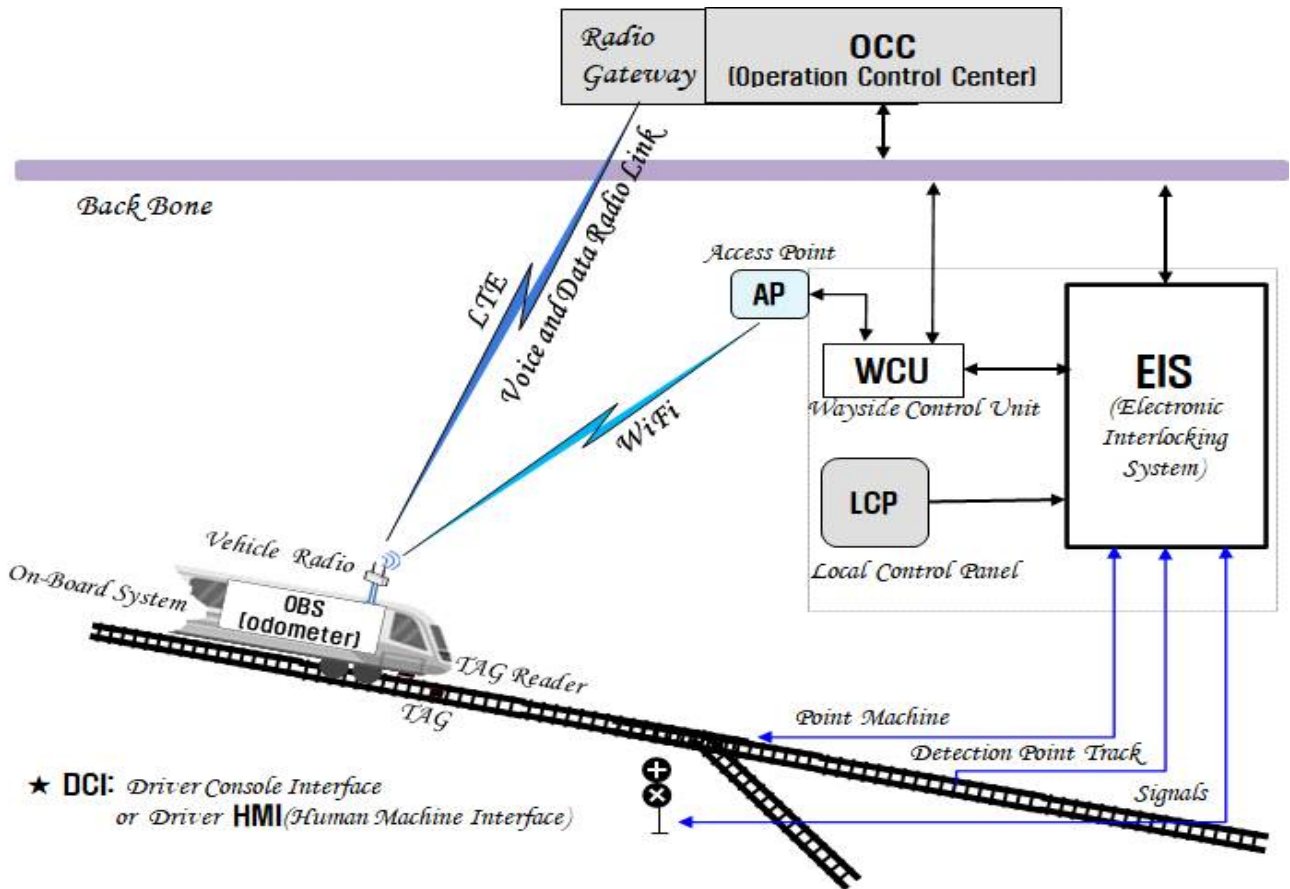 Radio
Gateway
OCC
(Operation Control Center)
Back Bone
LTE
Voice and Data Radio Link
Access Point
AP
WiFi
WCU
Wayside Control Unit
EIS
(Electronic
Interlocking
System)
LCP
Local Control Panel
Vehicle Radio
On-Board System
OBS
(odometer)
TAG Reader
TAG
Point Machine
Detection Point Track
Signals
★ DCI: Driver Console Interface
or Driver HMI(Human Machine Interface)